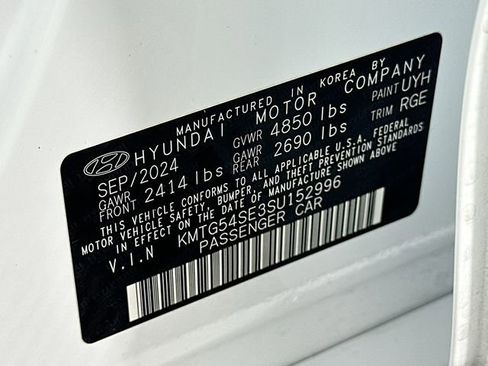 MANUFACTURED IN KOREA BY
HYUNDAI MOTOR COMPANY
SEP/2024 GVWR 4850 lbs PAINT UYH
GAWR FRONT 2414 lbs GAWR REAR 2690 lbs TRIM RGE
THIS VEHICLE CONFORMS TO ALL APPLICABLE U.S.A. FEDERAL
MOTOR VEHICLE SAFETY, BUMPER, AND THEFT PREVENTION STANDARDS
IN EFFECT ON THE DATE OF MANUFACTURE SHOWN ABOVE.
V.I.N KMTG54SE3SU152996
PASSENGER CAR